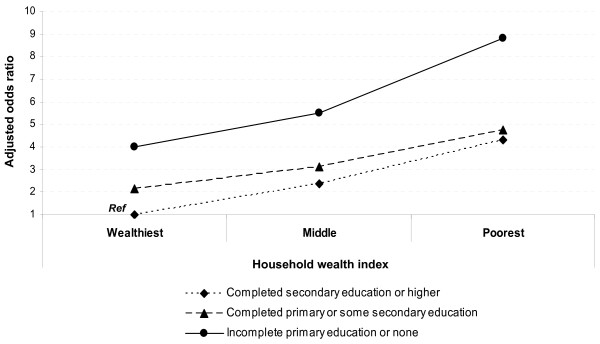 10
9
8
7
6
5
4
3
2
1
Adjusted odds ratio
Ref
Wealthiest Middle Poorest
Household wealth index
Completed secondary education or higher
Completed primary or some secondary education
Incomplete primary education or none